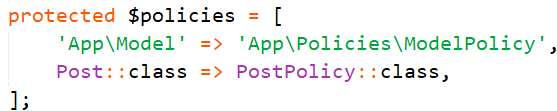 protected $policies = [
    'App\Model' => 'App\Policies\ModelPolicy',
    Post::class => PostPolicy::class,
];